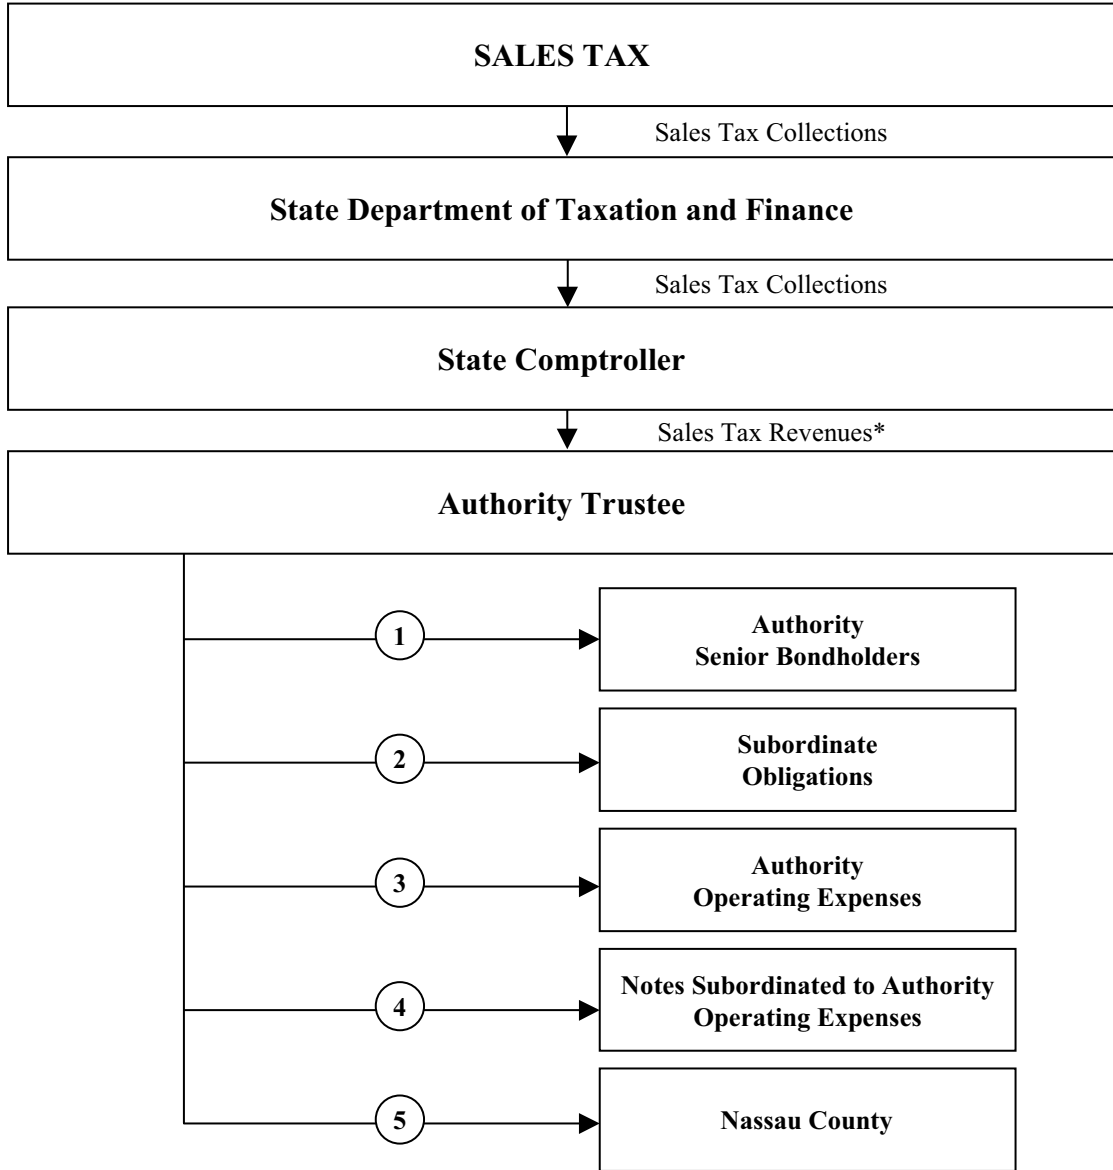 SALES TAX
Sales Tax Collections
State Department of Taxation and Finance
Sales Tax Collections
State Comptroller
Sales Tax Revenues*
Authority Trustee
1
Authority
Senior Bondholders
2
Subordinate
Obligations
3
Authority
Operating Expenses
4
Notes Subordinated to Authority
Operating Expenses
5
Nassau County